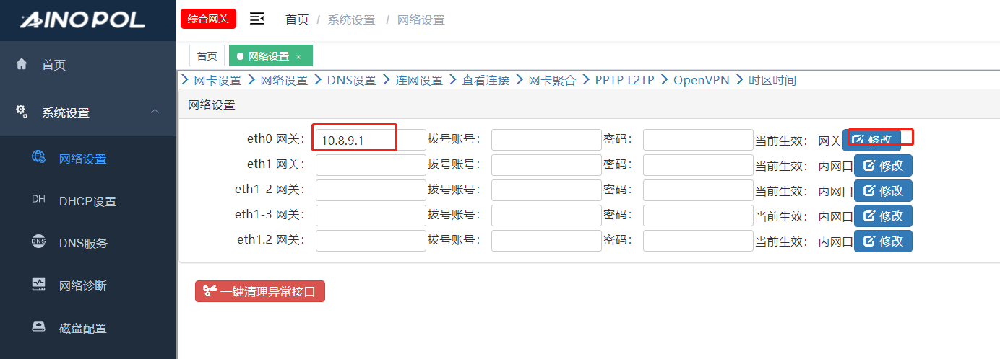 AINOPOL
综合网关 首页 / 系统设置 / 网络设置
首页 网络设置 ×
首页
系统设置
网络设置
DH DHCP设置
DNS DNS服务
网络诊断
磁盘配置
网卡设置 网络设置 DNS设置 连网设置 查看连接 网卡聚合 PPTP L2TP OpenVPN 时区时间
网络设置
eth0 网关: 10.8.9.1 拨号账号: 密码: 当前生效: 网关 修改
eth1 网关: 拨号账号: 密码: 当前生效: 内网口 修改
eth1-2 网关: 拨号账号: 密码: 当前生效: 内网口 修改
eth1-3 网关: 拨号账号: 密码: 当前生效: 内网口 修改
eth1.2 网关: 拨号账号: 密码: 当前生效: 内网口 修改
一键清理异常接口